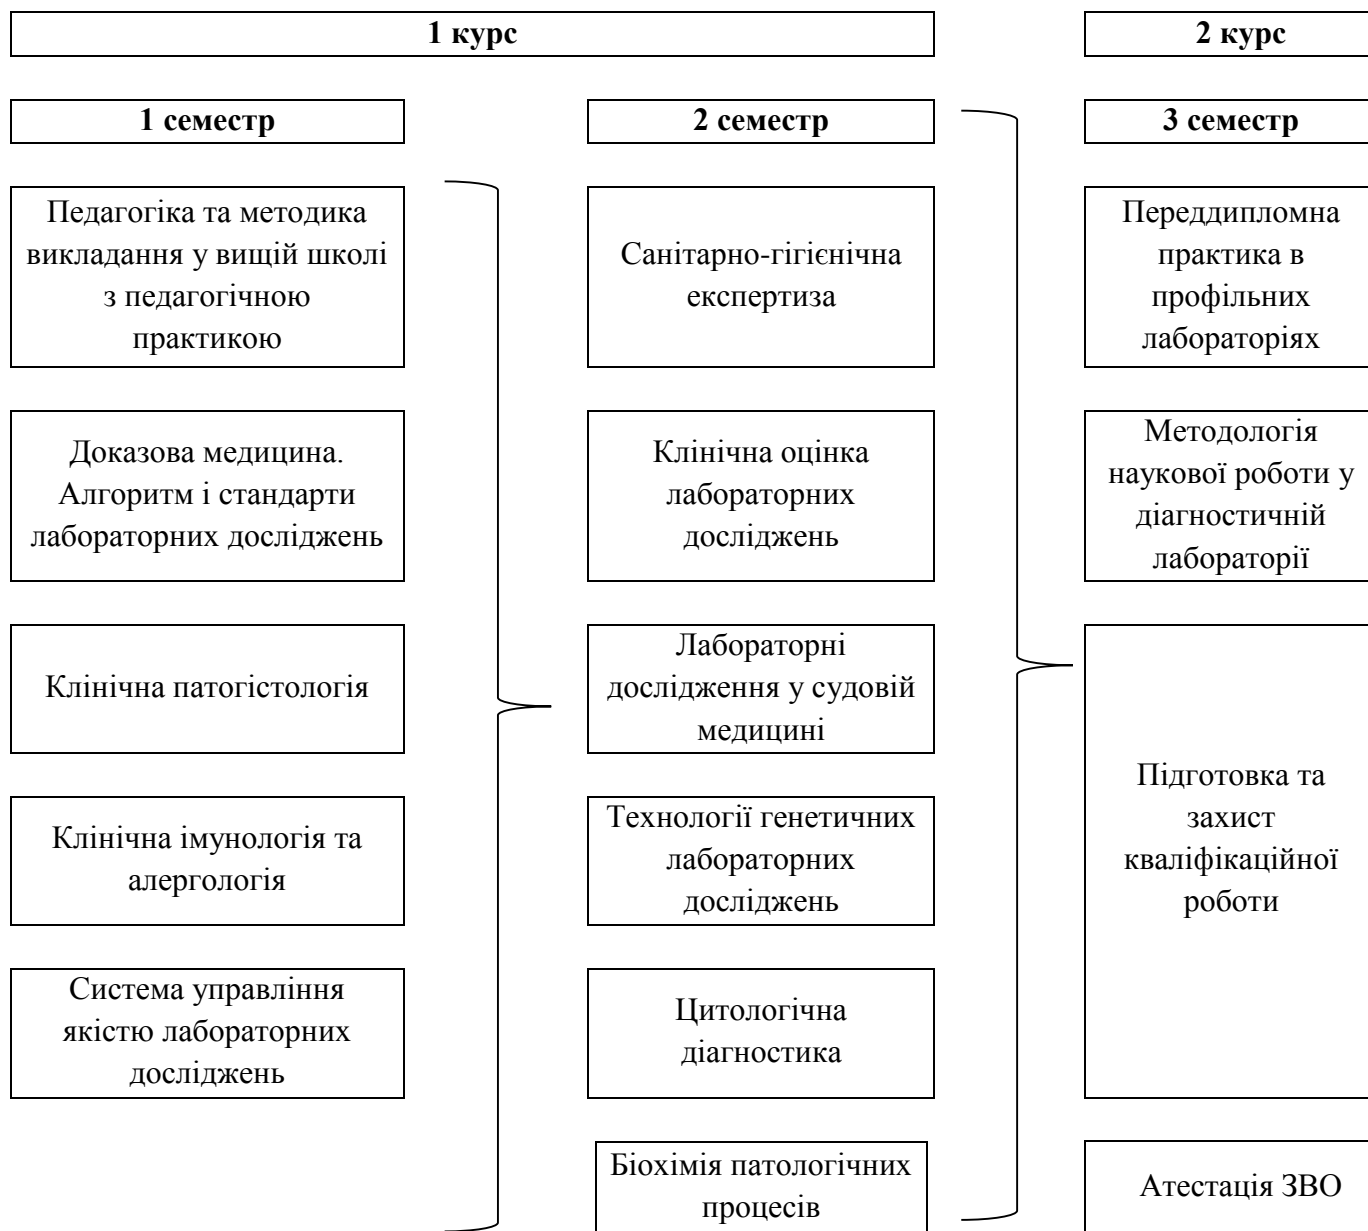 1 курс
2 курс
1 семестр
2 семестр
3 семестр
Педагогіка та методика
викладання у вищій школі
з педагогічною
практикою
Санітарно-гігієнічна
експертиза
Переддипломна
практика в
профільних
лабораторіях
Доказова медицина.
Алгоритм і стандарти
лабораторних досліджень
Клінічна оцінка
лабораторних
досліджень
Методологія
наукової роботи у
діагностичній
лабораторії
Клінічна патогістологія
Лабораторні
дослідження у судовій
медицині
Підготовка та
захист
кваліфікаційної
роботи
Клінічна імунологія та
алергологія
Технології генетичних
лабораторних
досліджень
Система управління
якістю лабораторних
досліджень
Цитологічна
діагностика
Біохімія патологічних
процесів
Атестація ЗВО